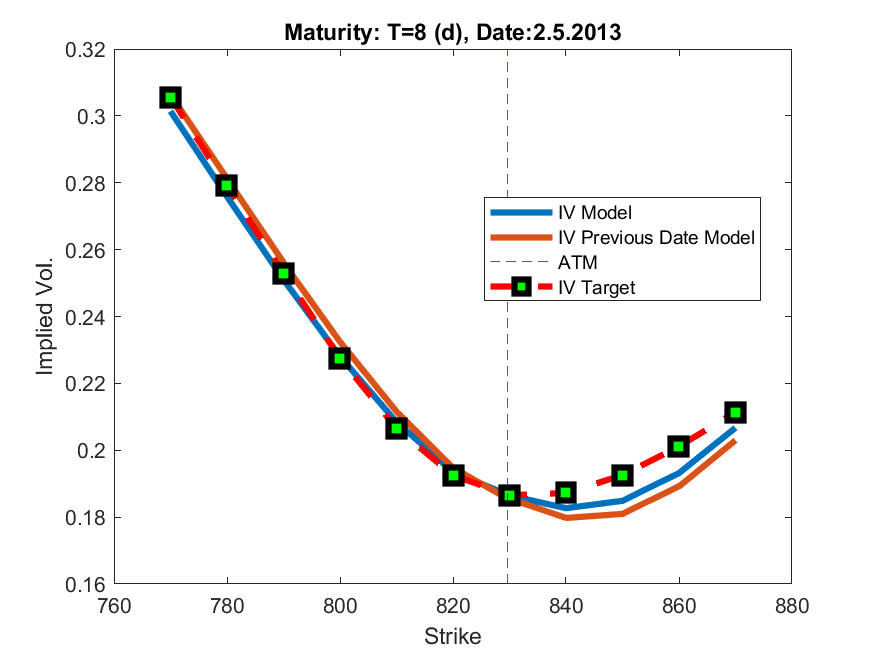 Maturity: T=8 (d), Date:2.5.2013
0.32
0.3
0.28
0.26
0.24
0.22
0.2
0.18
0.16
Implied Vol.
IV Model
IV Previous Date Model
ATM
IV Target
760
780
800
820
840
860
880
Strike